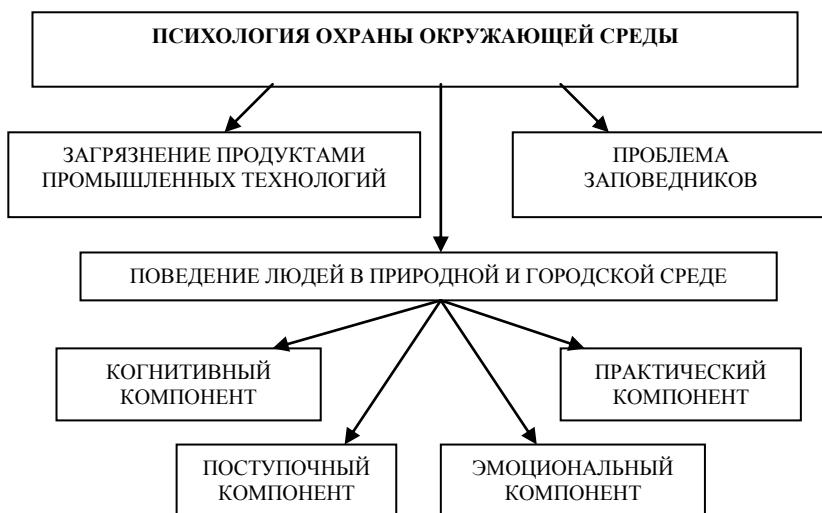 ПСИХОЛОГИЯ ОХРАНЫ ОКРУЖАЮЩЕЙ СРЕДЫ
ЗАГРЯЗНЕНИЕ ПРОДУКТАМИ
ПРОМЫШЛЕННЫХ ТЕХНОЛОГИЙ
ПРОБЛЕМА
ЗАПОВЕДНИКОВ
ПОВЕДЕНИЕ ЛЮДЕЙ В ПРИРОДНОЙ И ГОРОДСКОЙ СРЕДЕ
КОГНИТИВНЫЙ
КОМПОНЕНТ
ПРАКТИЧЕСКИЙ
КОМПОНЕНТ
ПОСТУПОЧНЫЙ
КОМПОНЕНТ
ЭМОЦИОНАЛЬНЫЙ
КОМПОНЕНТ